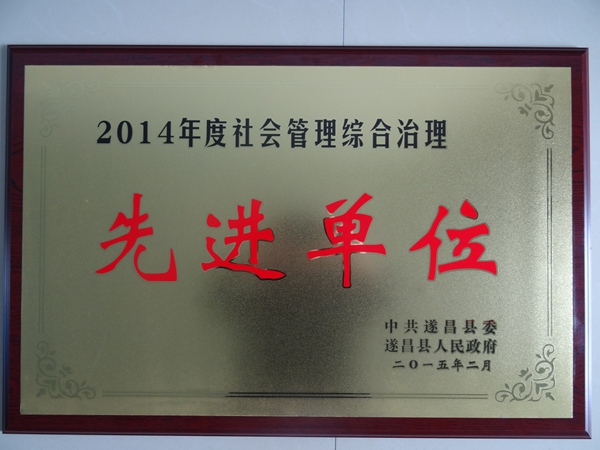 2014年度社会管理综合治理
先进单位
中共遂昌县委
遂昌县人民政府
二〇一五年二月